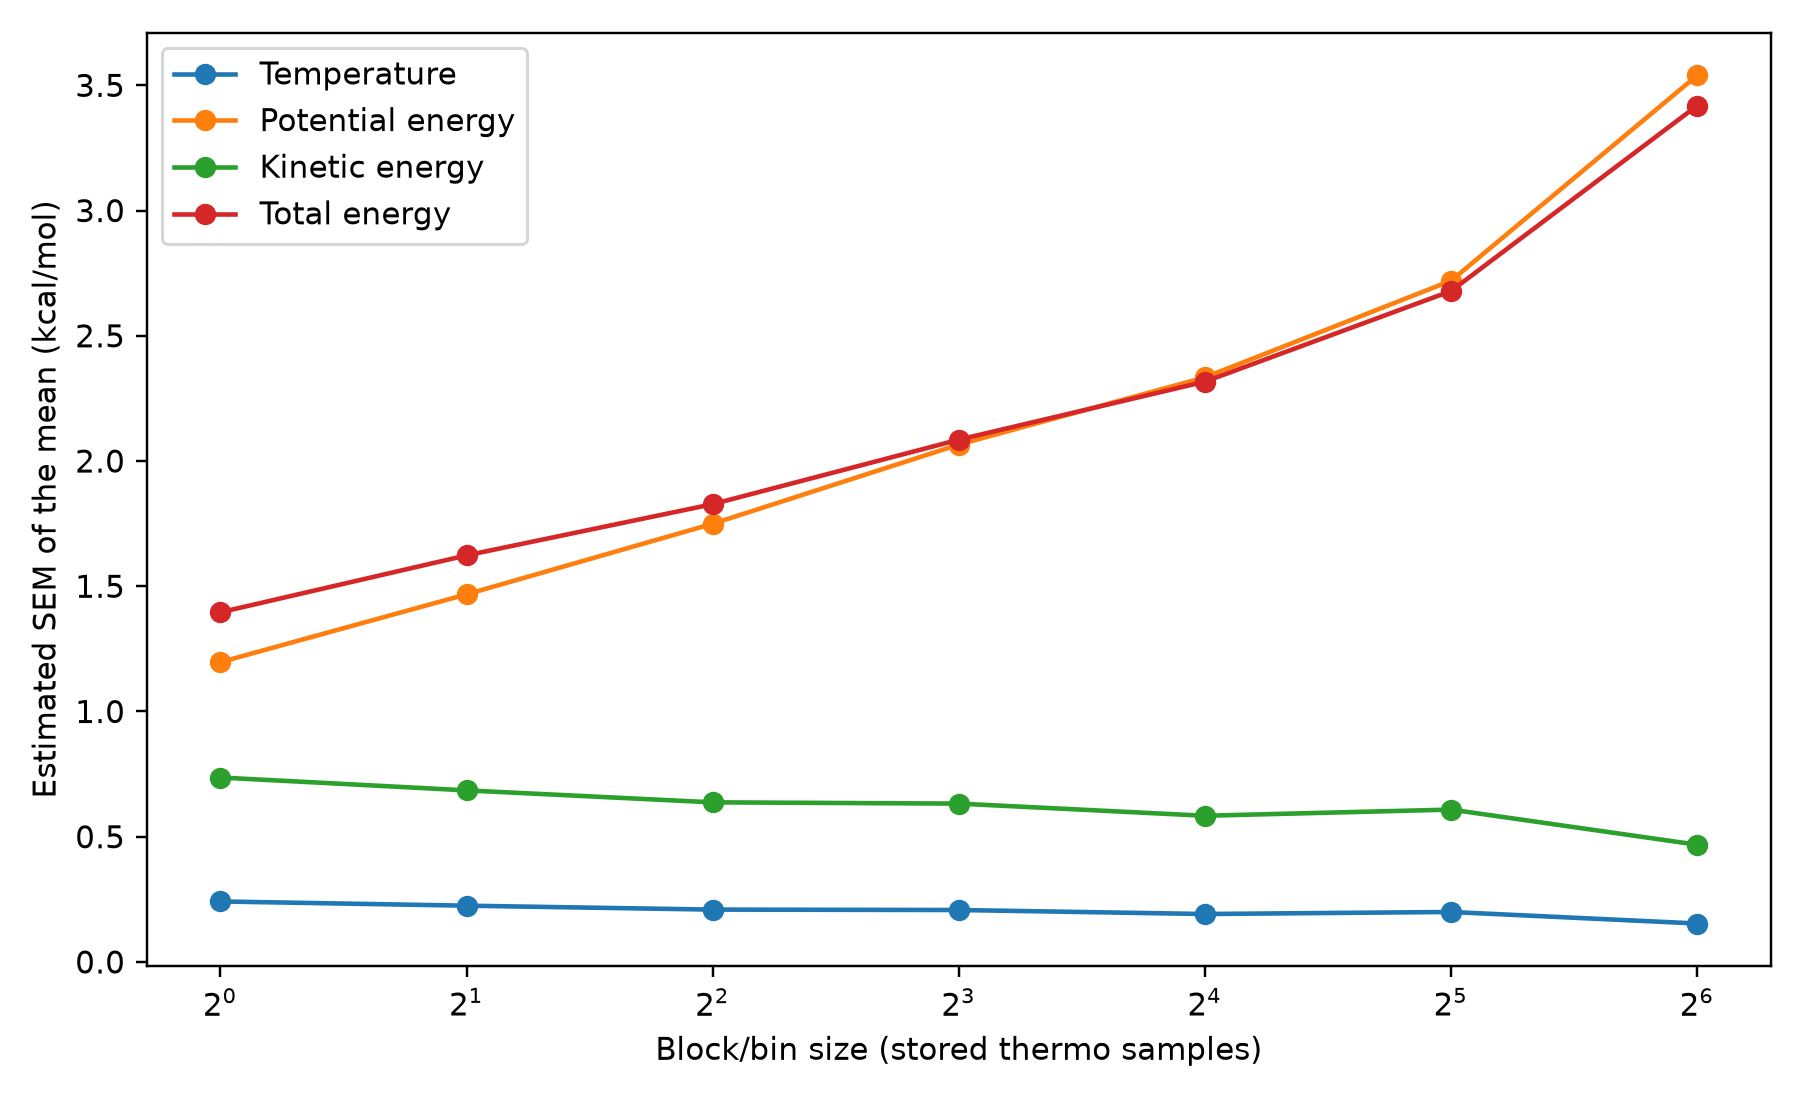 Temperature
Potential energy
Kinetic energy
Total energy
Estimated SEM of the mean (kcal/mol)
3.5
3.0
2.5
2.0
1.5
1.0
0.5
0.0
2⁰ 2¹ 2² 2³ 2⁴ 2⁵ 2⁶
Block/bin size (stored thermo samples)